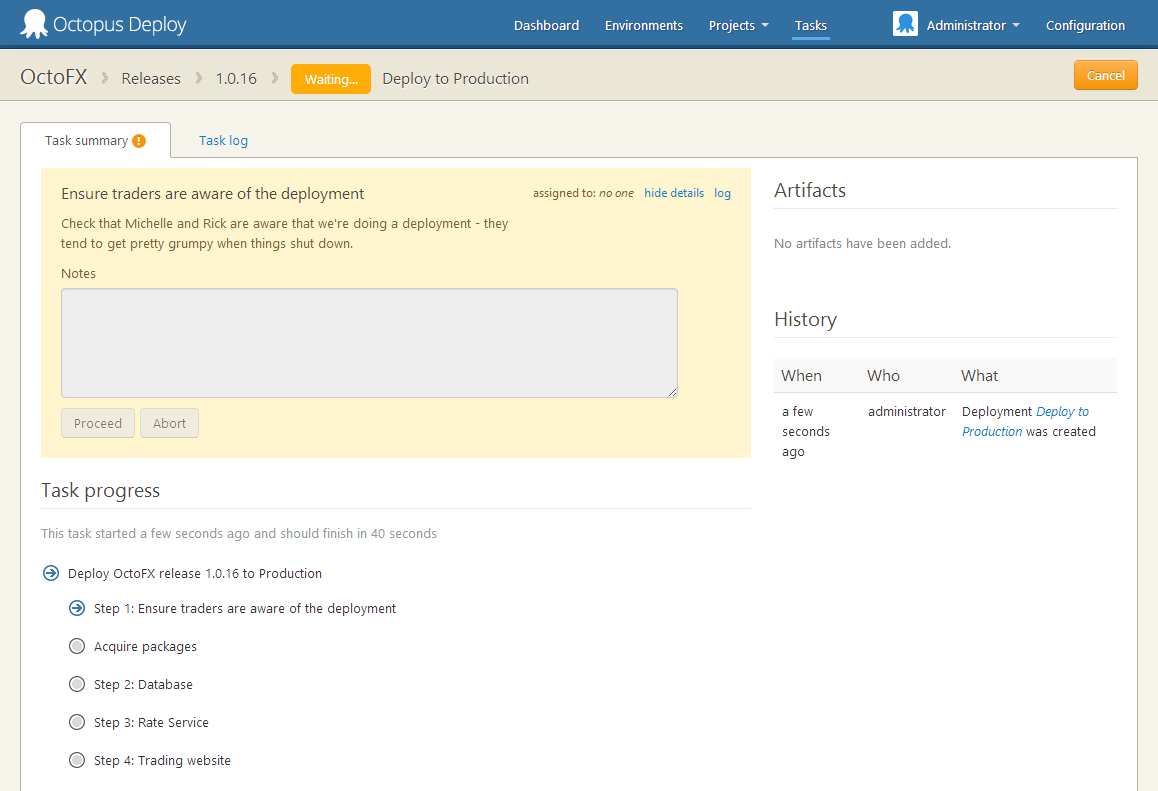 Octopus Deploy Dashboard Environments Projects Tasks Administrator Configuration
OctoFX Releases 1.0.16 Waiting... Deploy to Production Cancel
Task summary ! Task log
Ensure traders are aware of the deployment assigned to: no one hide details log
Check that Michelle and Rick are aware that we're doing a deployment - they
tend to get pretty grumpy when things shut down.
Notes
Proceed Abort
Task progress
This task started a few seconds ago and should finish in 40 seconds
Deploy OctoFX release 1.0.16 to Production
Step 1: Ensure traders are aware of the deployment
Acquire packages
Step 2: Database
Step 3: Rate Service
Step 4: Trading website
Artifacts
No artifacts have been added.
History
When Who What
a few administrator Deployment Deploy to
seconds Production was created
ago